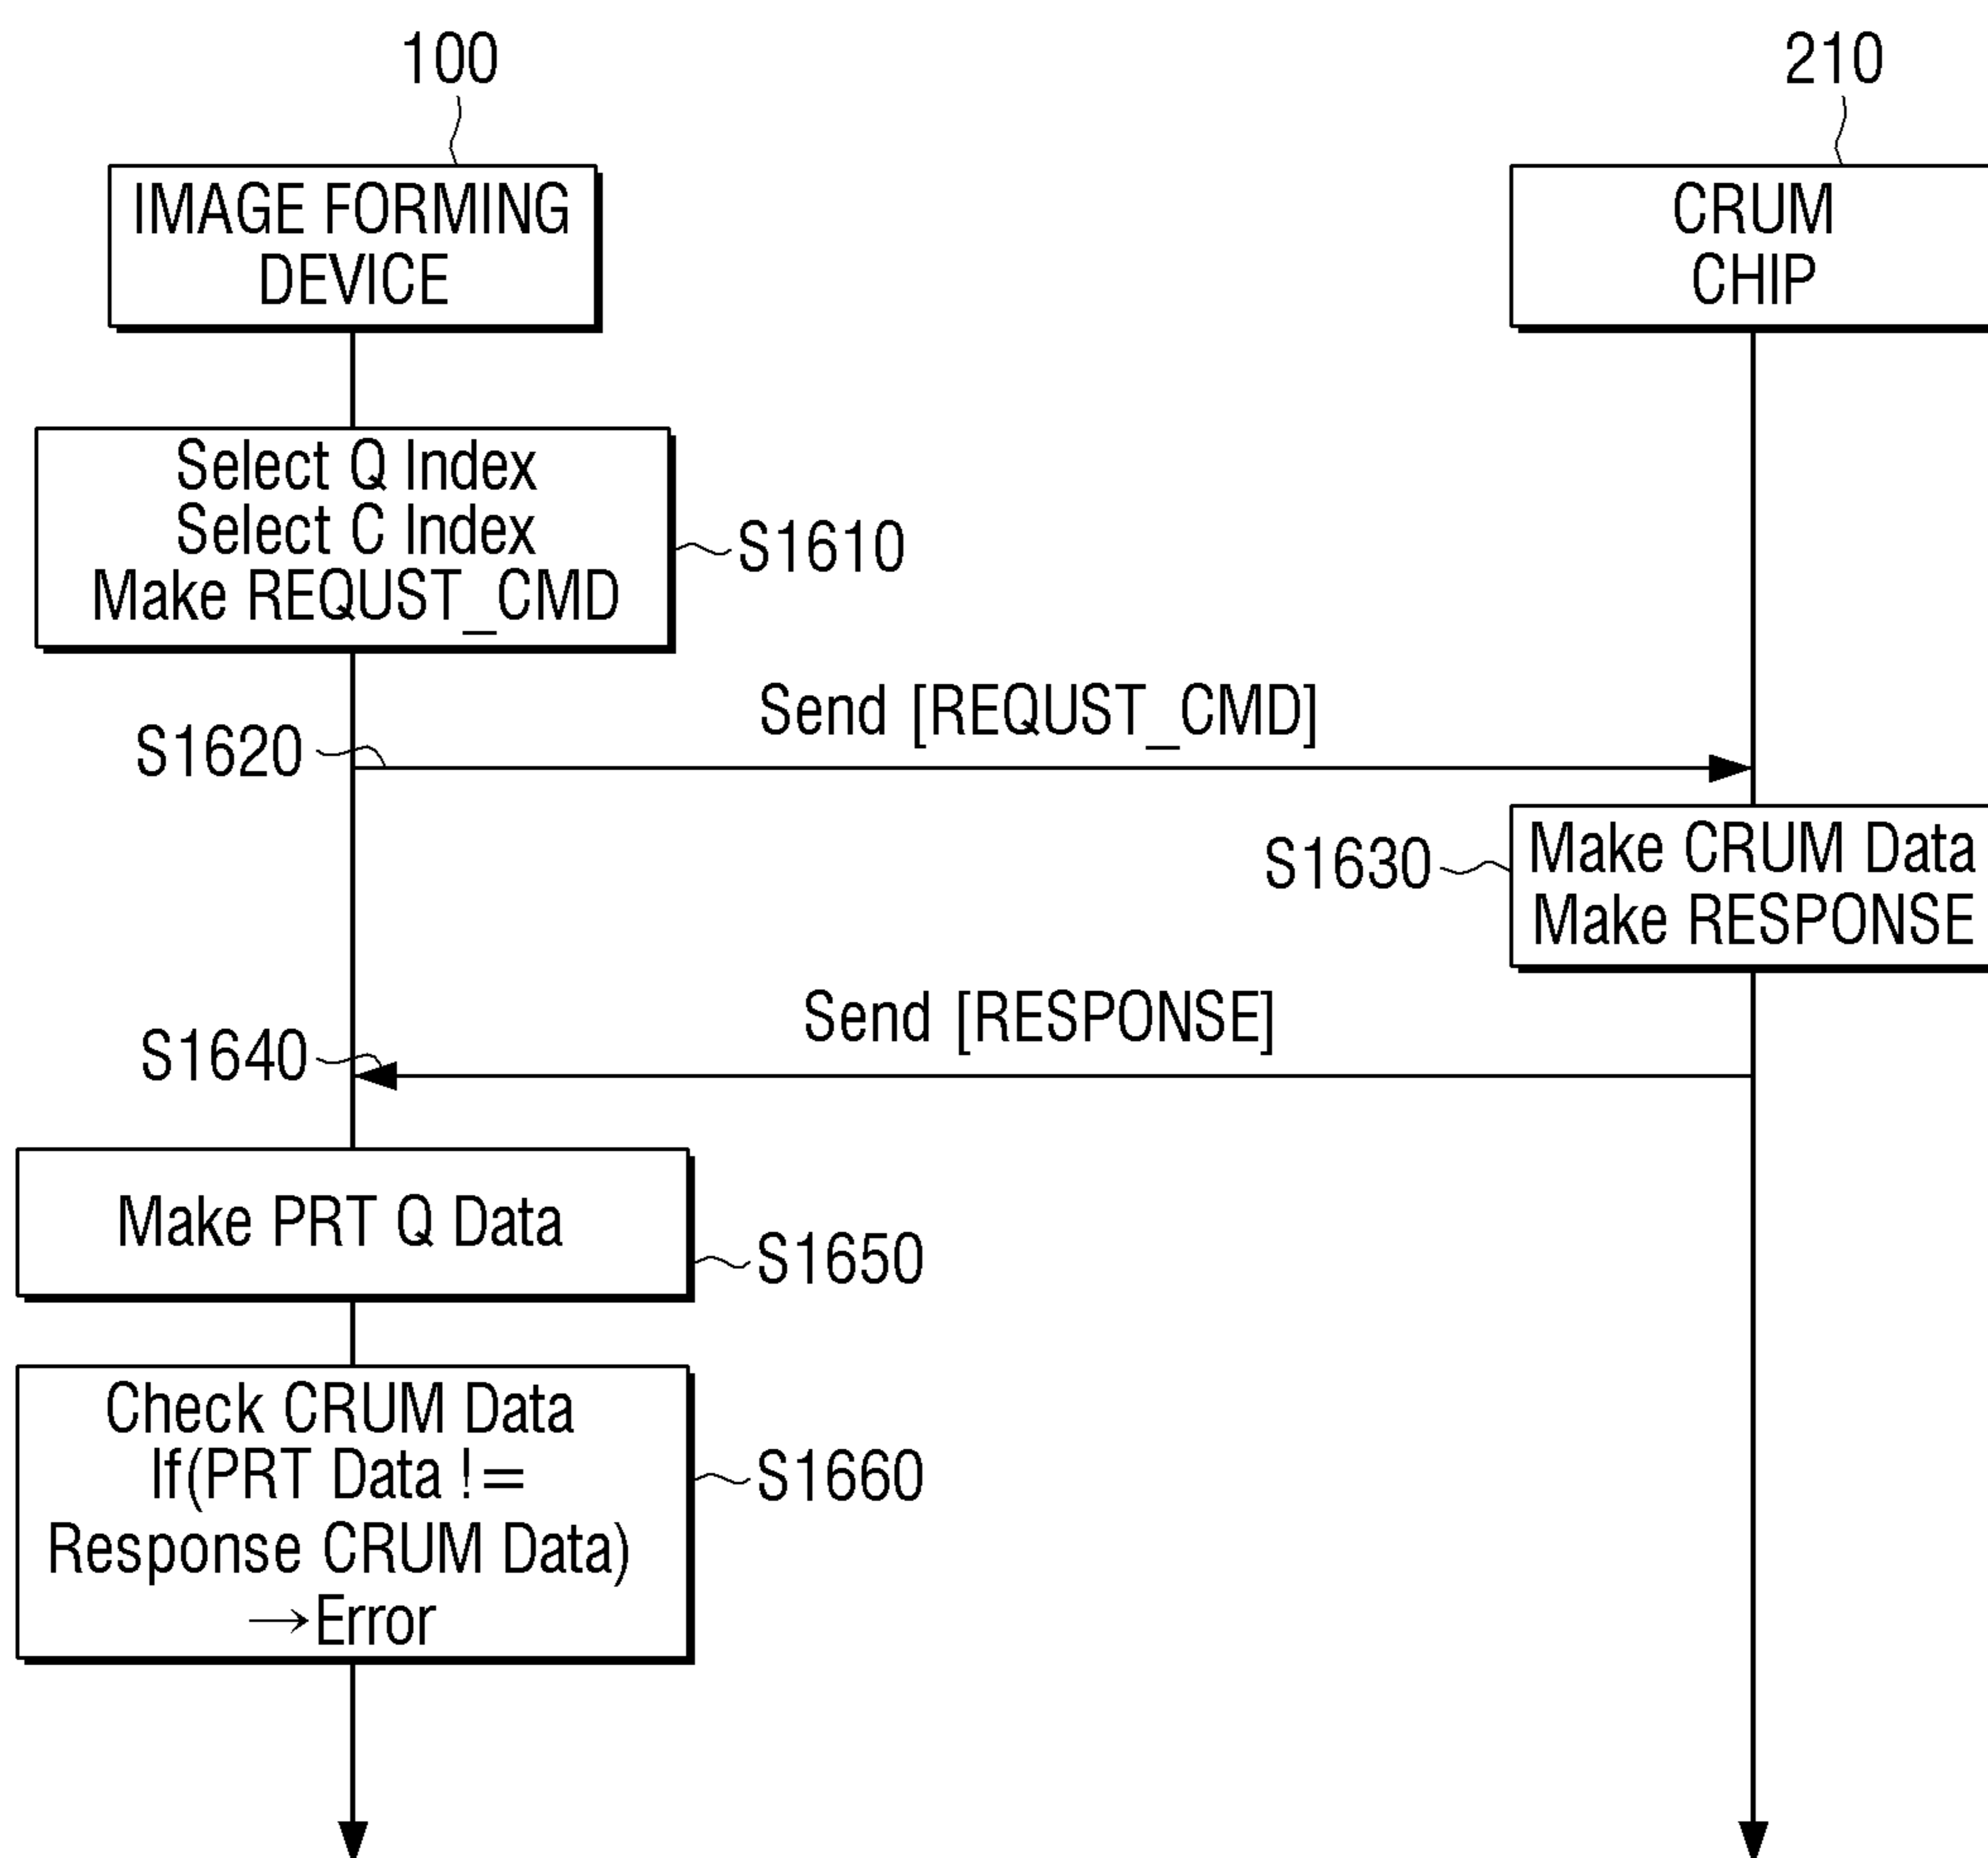 100
210
IMAGE FORMING
DEVICE
CRUM
CHIP
Select Q Index
Select C Index
Make REQUST_CMD
S1610
Send [REQUST_CMD]
S1620
Make CRUM Data
Make RESPONSE
S1630
Send [RESPONSE]
S1640
Make PRT Q Data
S1650
Check CRUM Data
If(PRT Data !=
Response CRUM Data)
→Error
S1660